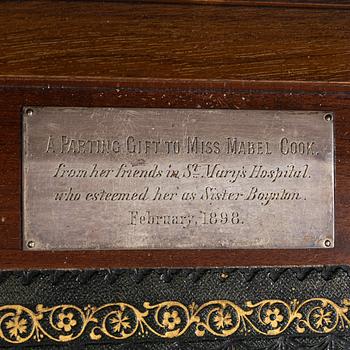 A Parting Gift to Miss Mabel Cook,
from her friends in St. Mary's Hospital.
who esteemed her as Sister Boynton.
February, 1898.